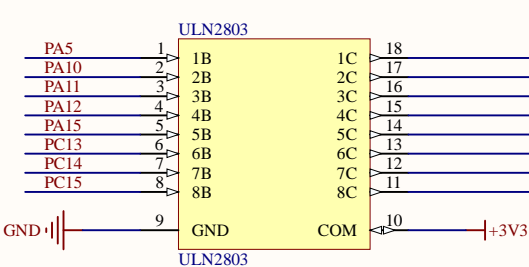 ULN2803
PA5 1 1B 1C 18
PA10 2 2B 2C 17
PA11 3 3B 3C 16
PA12 4 4B 4C 15
PA15 5 5B 5C 14
PC13 6 6B 6C 13
PC14 7 7B 7C 12
PC15 8 8B 8C 11
GND 9 GND COM 10 +3V3
ULN2803